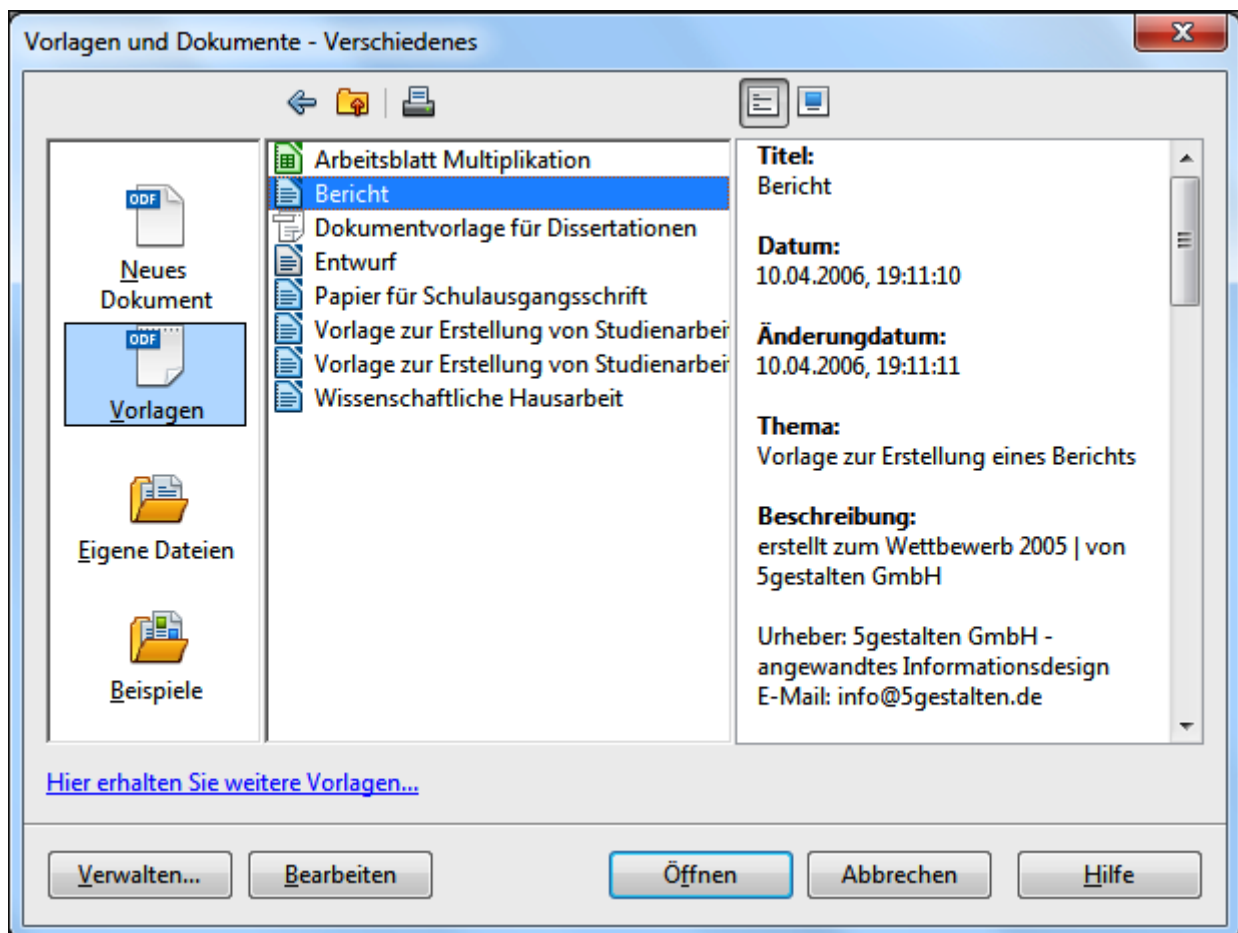 Vorlagen und Dokumente - Verschiedenes
ODF
Neues
Dokument
ODF
Vorlagen
Eigene Dateien
Beispiele
Arbeitsblatt Multiplikation
Bericht
Dokumentvorlage für Dissertationen
Entwurf
Papier für Schulausgangsschrift
Vorlage zur Erstellung von Studienarbeit
Vorlage zur Erstellung von Studienarbeit
Wissenschaftliche Hausarbeit
Titel:
Bericht
Datum:
10.04.2006, 19:11:10
Änderungdatum:
10.04.2006, 19:11:11
Thema:
Vorlage zur Erstellung eines Berichts
Beschreibung:
erstellt zum Wettbewerb 2005 | von
5gestalten GmbH
Urheber: 5gestalten GmbH -
angewandtes Informationsdesign
E-Mail: info@5gestalten.de
Hier erhalten Sie weitere Vorlagen...
Verwalten...
Bearbeiten
Öffnen
Abbrechen
Hilfe